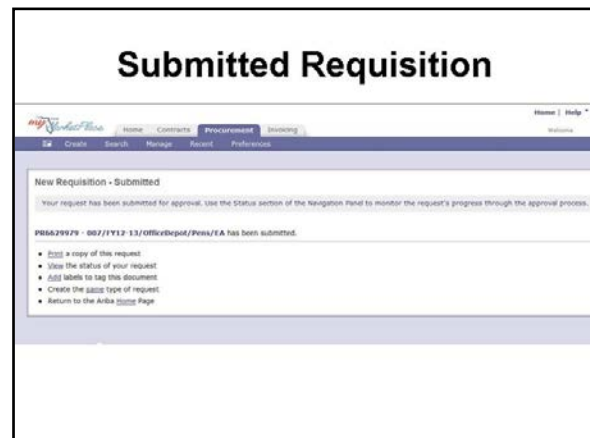 Submitted Requisition
Home | Help
my MarketPlace
Home Contracts Procurement Invoicing
Welcome
Create Search Manage Recent Preferences
New Requisition - Submitted
Your request has been submitted for approval. Use the Status section of the Navigation Panel to monitor the request's progress through the approval process.
PR6629979 - 007/FY12-13/OfficeDepot/Pens/EA has been submitted.
Print a copy of this request
View the status of your request
Add labels to tag this document
Create the same type of request
Return to the Ariba Home Page